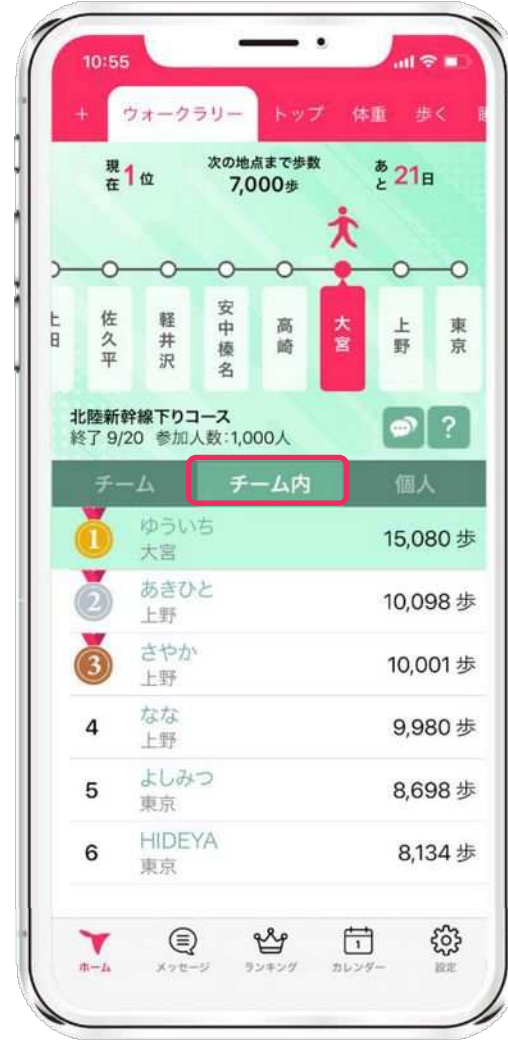 10:55
+ ウォークラリー トップ 体重 歩く
現在1位 次の地点まで歩数 あと21日
7,000歩
佐久平 軽井沢 安中榛名 高崎 大宮 上野 東京
北陸新幹線下りコース
終了 9/20 参加人数:1,000人
?
チーム チーム内 個人
1 ゆういち 15,080 歩
大宮
2 あきひと 10,098 歩
上野
3 さやか 10,001 歩
上野
4 なな 9,980 歩
上野
5 よしみつ 8,698 歩
東京
6 HIDEYA 8,134 歩
東京
1
ホーム メッセージ ランキング カレンダー 設定